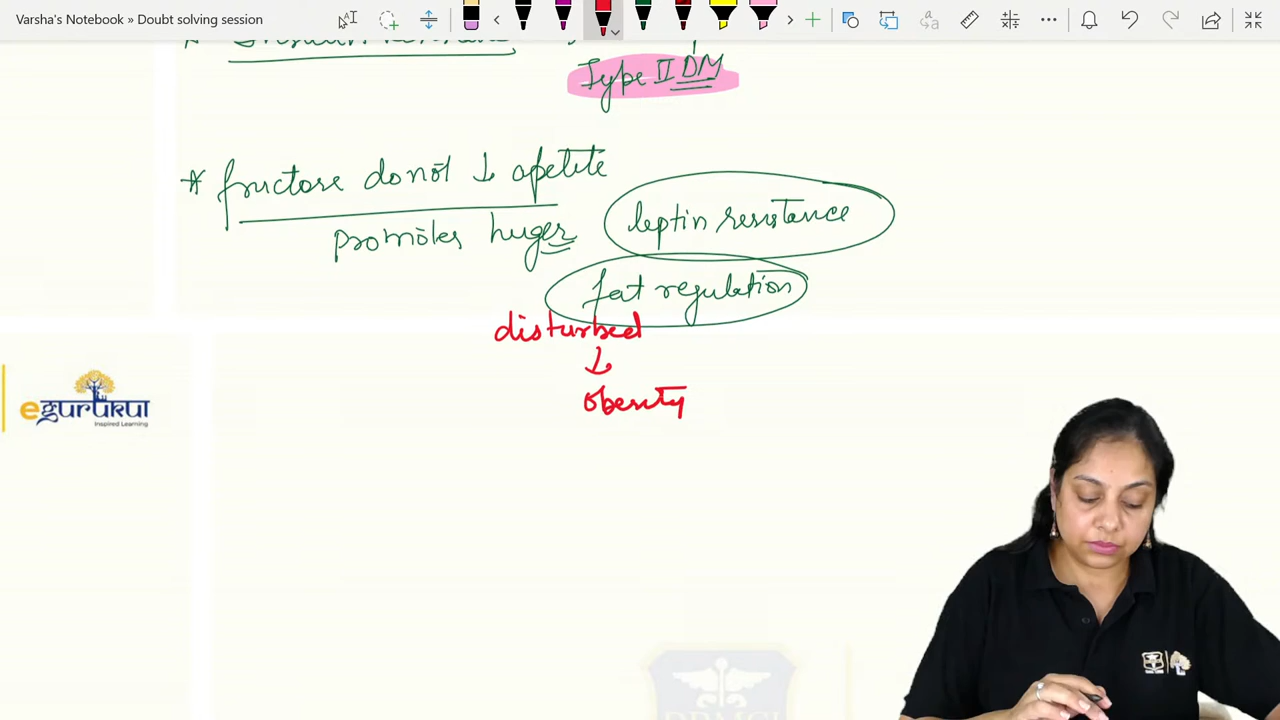 Varsha's Notebook » Doubt solving session
Type II DM
* fructose do not ↓ apetite
promotes huger leptin resistance
fat regulation
disturbed
↓
obesity
egurukul
Inspired Learning